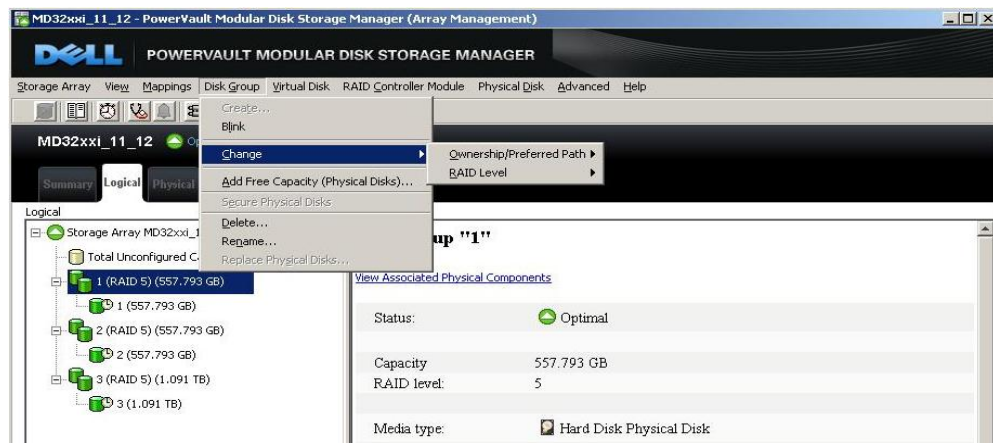 MD32xxi_11_12 - PowerVault Modular Disk Storage Manager (Array Management)
DELL POWERVAULT MODULAR DISK STORAGE MANAGER
Storage Array View Mappings Disk Group Virtual Disk RAID Controller Module Physical Disk Advanced Help
Create...
Blink
Change
Ownership/Preferred Path
RAID Level
Add Free Capacity (Physical Disks)...
Secure Physical Disks
Delete...
Rename...
Replace Physical Disks...
MD32xxi_11_12 Op
Summary Logical Physical
Logical
Storage Array MD32xxi_1
Total Unconfigured C
1 (RAID 5) (557.793 GB)
1 (557.793 GB)
2 (RAID 5) (557.793 GB)
2 (557.793 GB)
3 (RAID 5) (1.091 TB)
3 (1.091 TB)
up "1"
View Associated Physical Components
Status: Optimal
Capacity 557.793 GB
RAID level: 5
Media type: Hard Disk Physical Disk